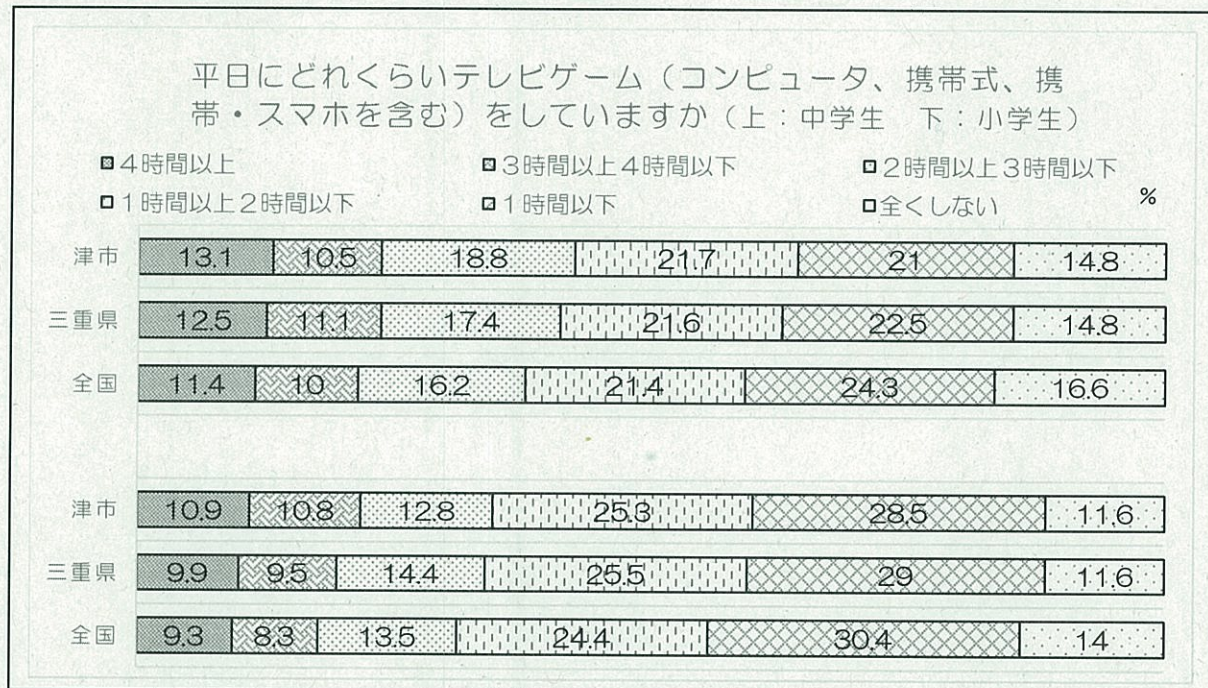 平日にどれくらいテレビゲーム（コンピュータ、携帯式、携
帯・スマホを含む）をしていますか（上：中学生　下：小学生）
4時間以上　3時間以上4時間以下　2時間以上3時間以下
1時間以上2時間以下　1時間以下　全くしない　%
津市　13.1　10.5　18.8　21.7　21　14.8
三重県　12.5　11.1　17.4　21.6　22.5　14.8
全国　11.4　10　16.2　21.4　24.3　16.6
津市　10.9　10.8　12.8　25.3　28.5　11.6
三重県　9.9　9.5　14.4　25.5　29　11.6
全国　9.3　8.3　13.5　24.4　30.4　14